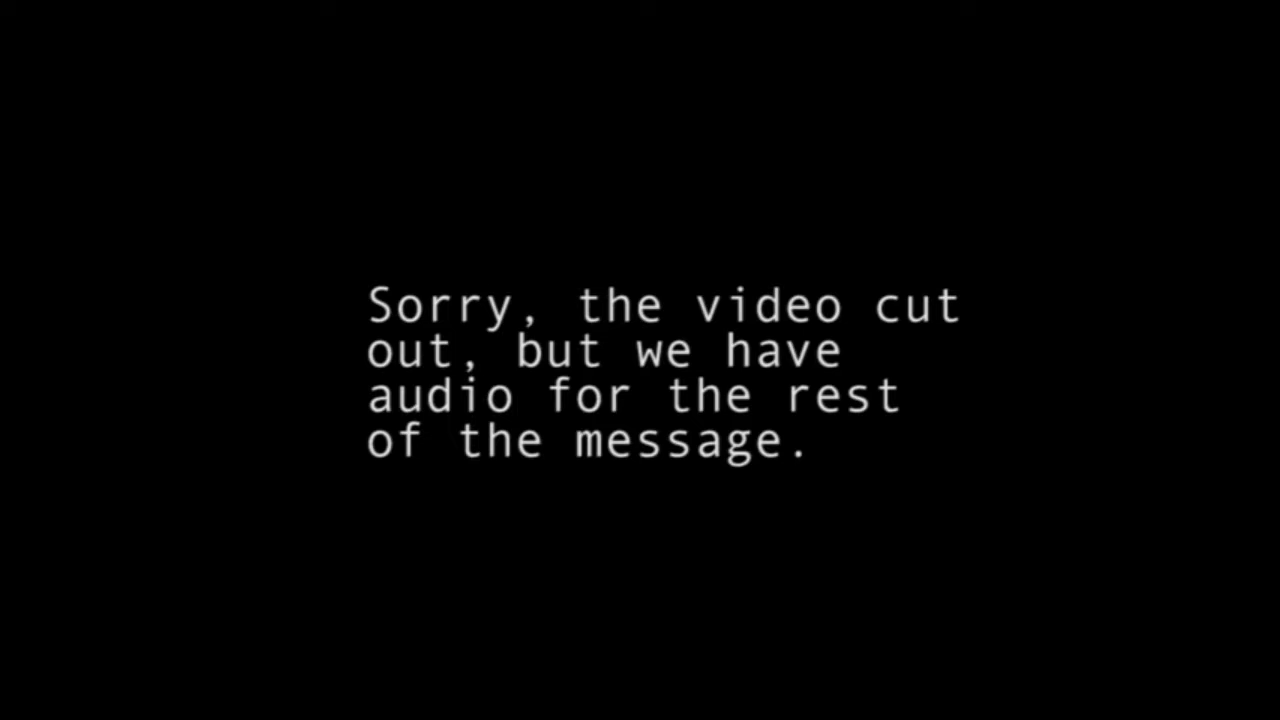 Sorry, the video cut
out, but we have
audio for the rest
of the message.